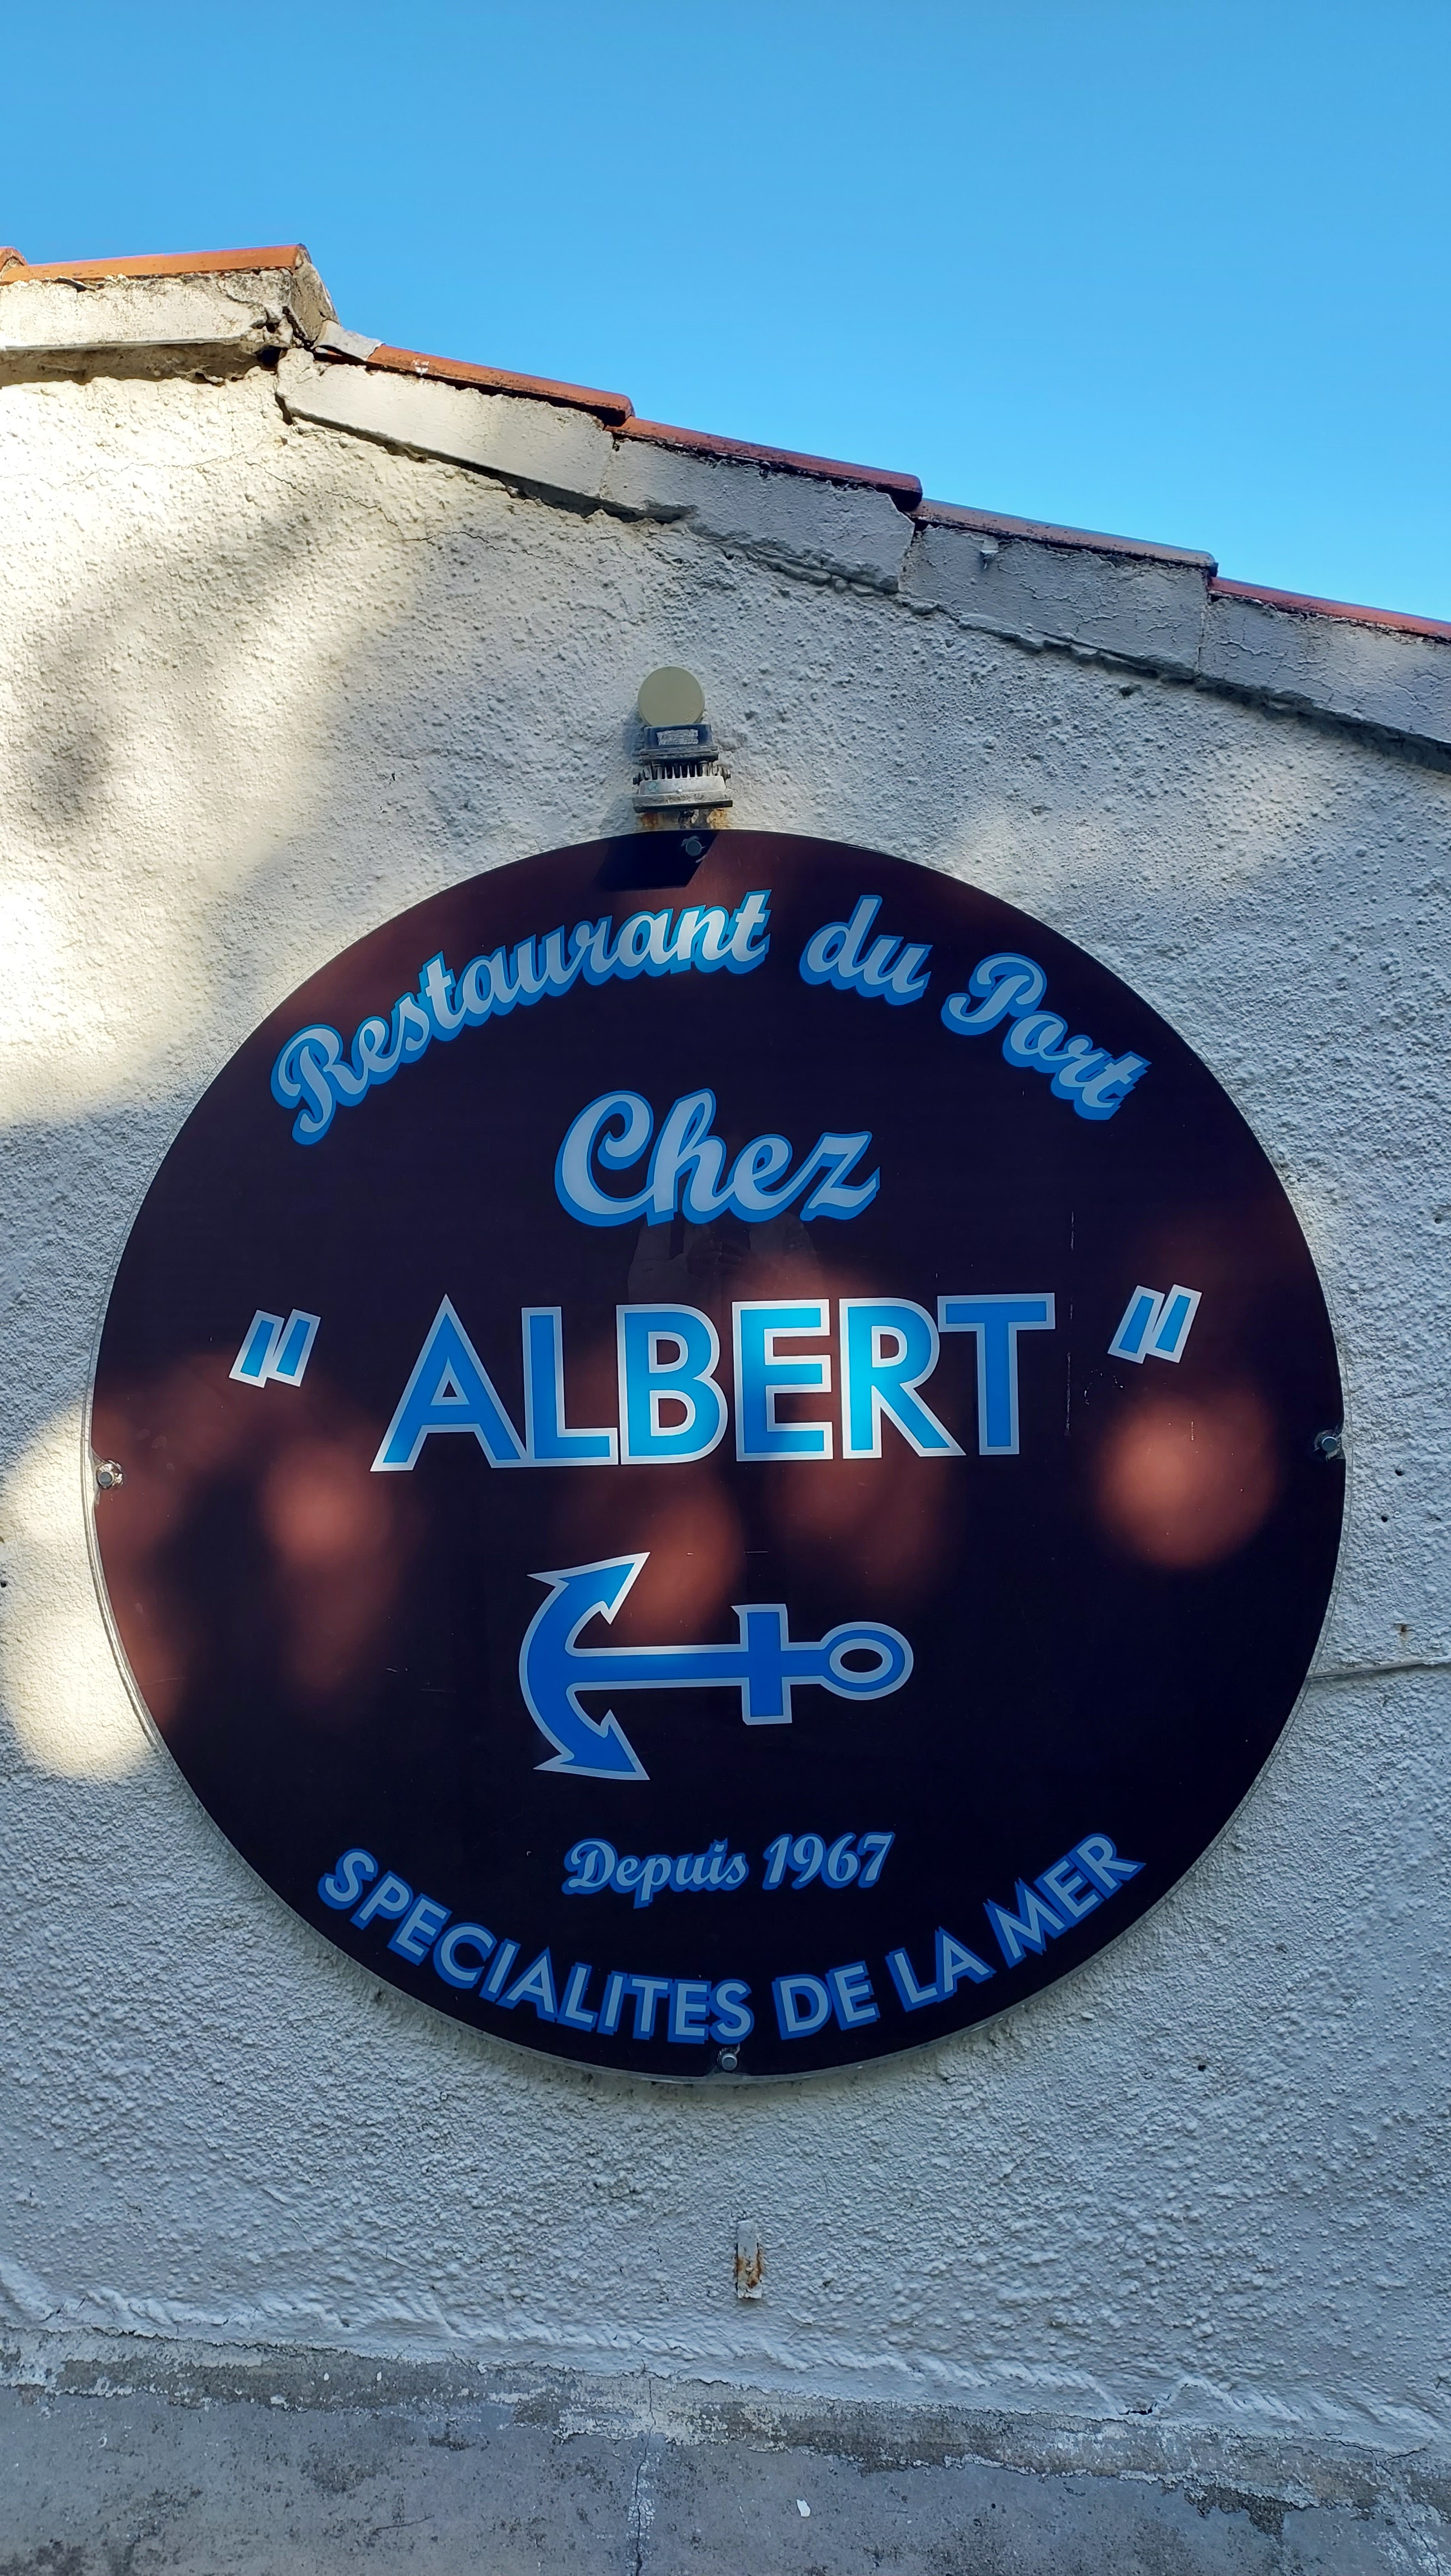 Restaurant du Port
Chez
" ALBERT "
Depuis 1967
SPECIALITES DE LA MER